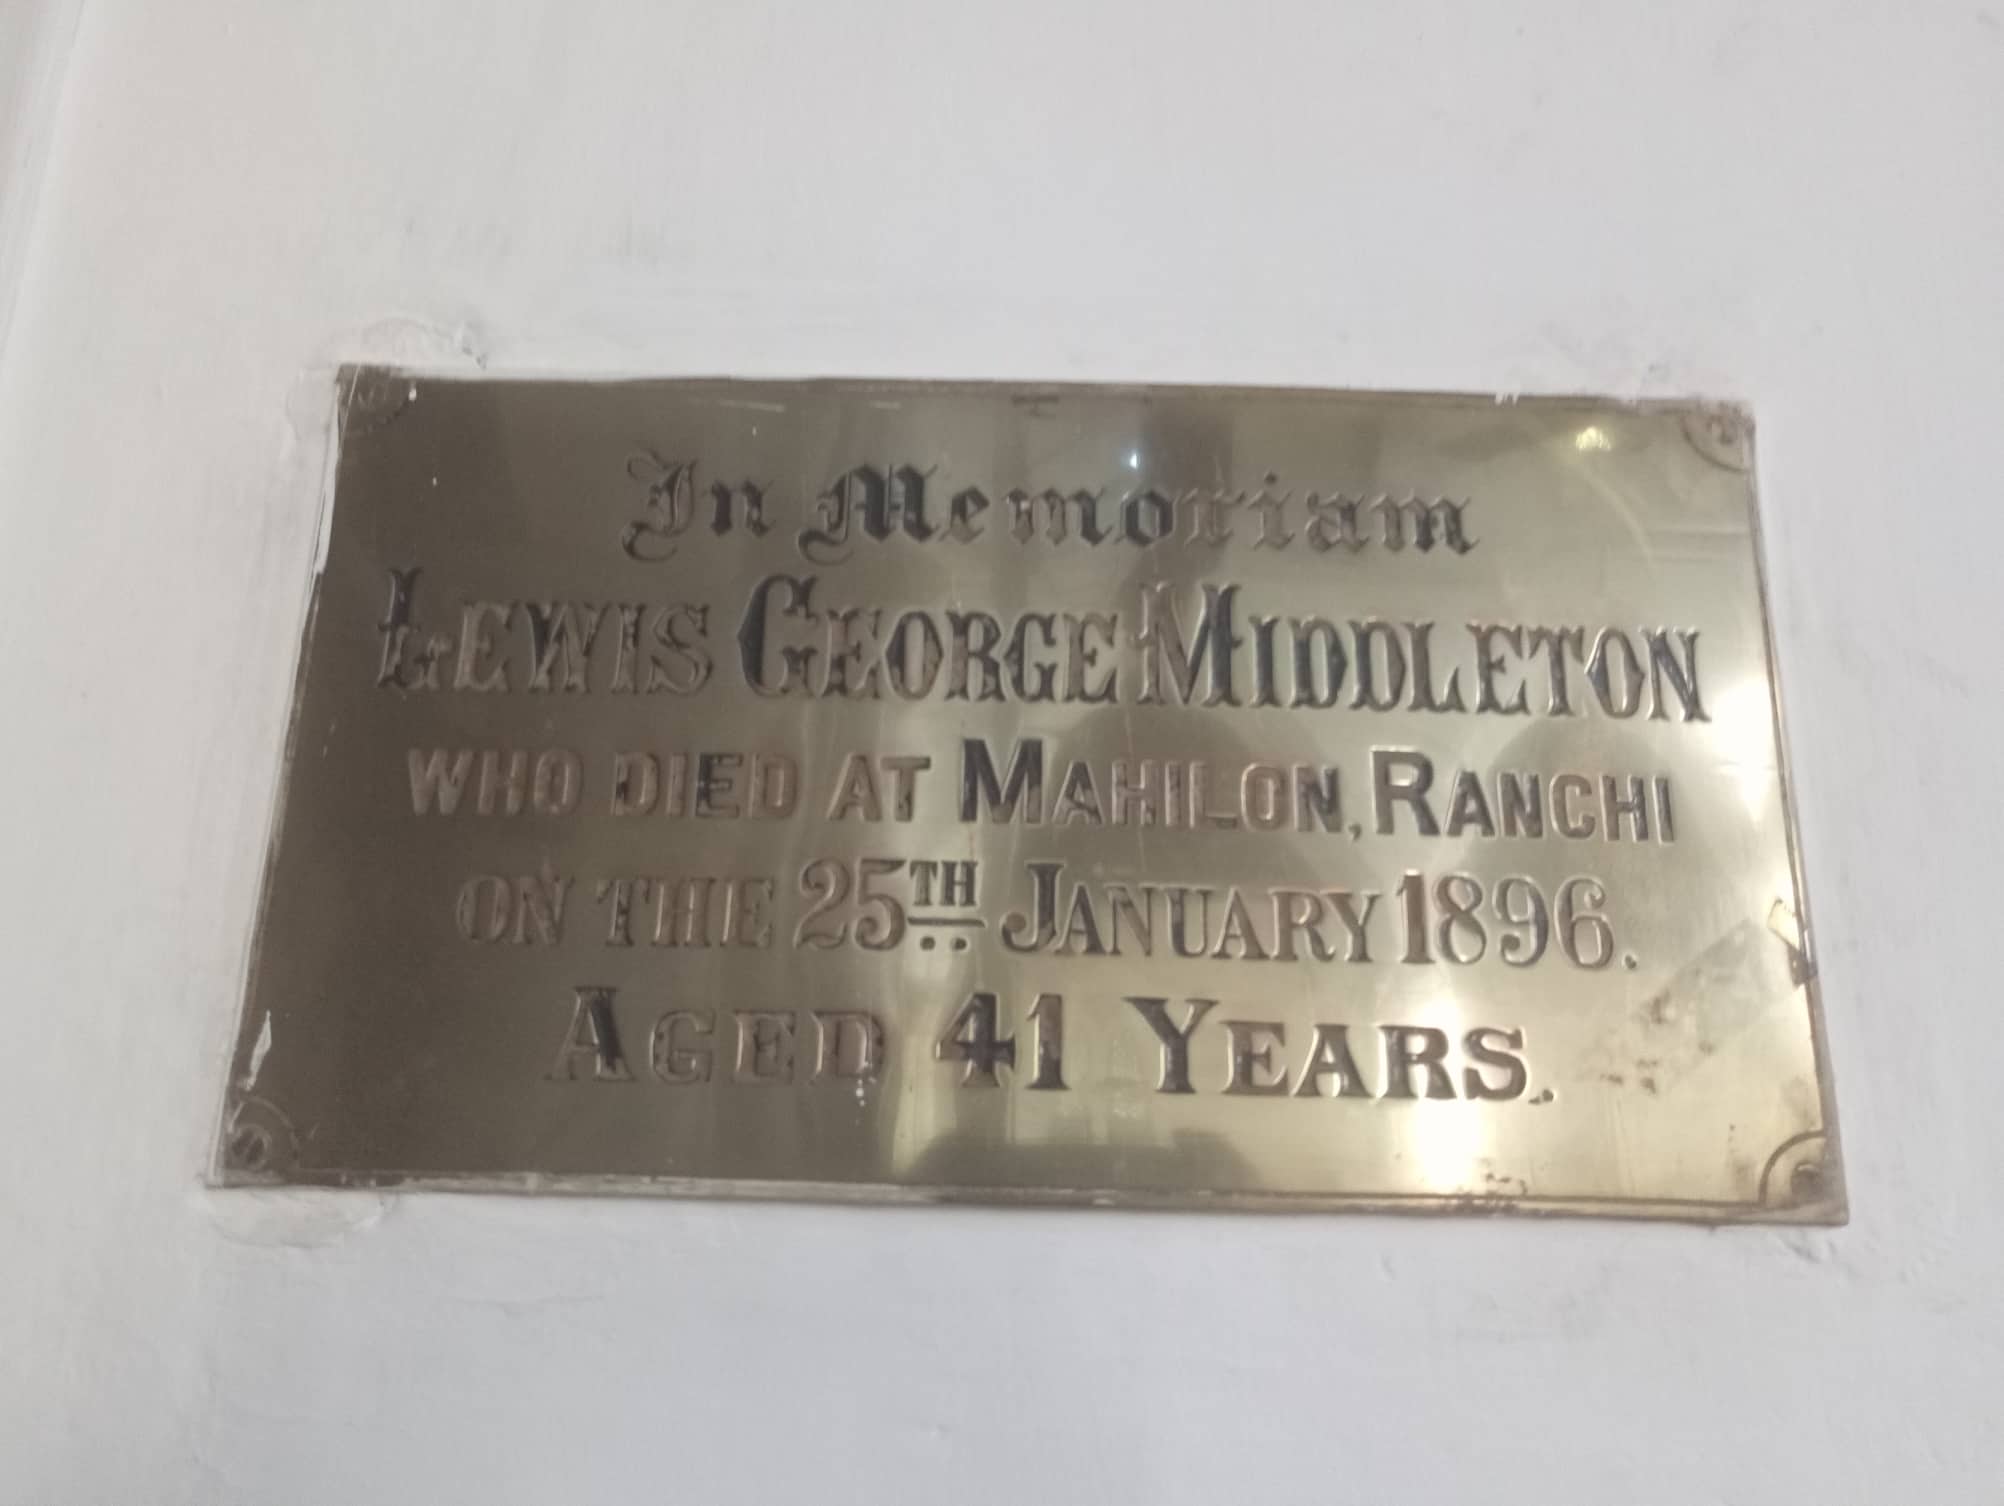 In Memoriam
LEWIS GEORGE MIDDLETON
WHO DIED AT MAHILON, RANCHI
ON THE 25TH JANUARY 1896.
AGED 41 YEARS.